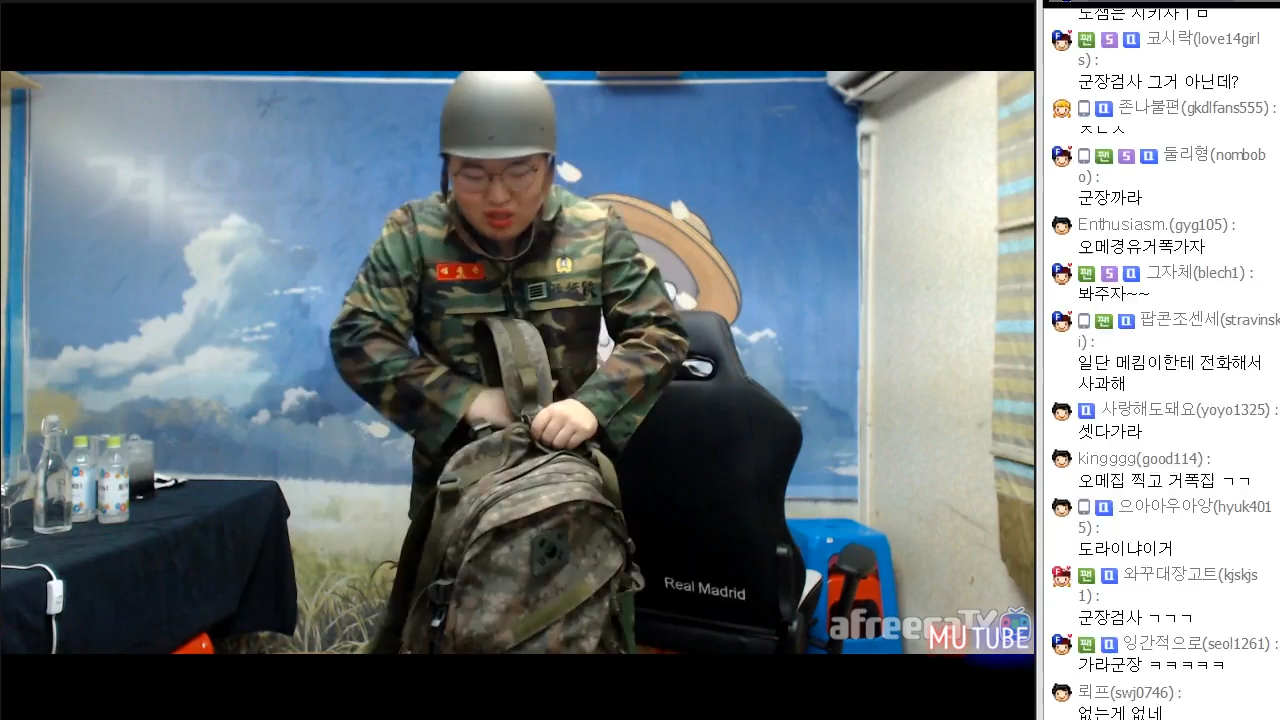 Real Madrid
afreecaTV
MUTUBE
코시락(love14girl
s) :
군장검사 그거 아닌데?
존나불편(gkdlfans555) :
ㅈㄴㅅ
둘리형(nombob
o) :
군장까라
Enthusiasm.(gyg105) :
오메경유거폭가자
그자체(blech1) :
봐주자~~
팝콘조센세(stravinsk
i) :
일단 메김이한테 전화해서
사과해
사랑해도돼요(yoyo1325) :
셋다가라
kingggg(good114) :
오메집 찍고 거폭집 ㄱㄱ
으아아우아앙(hyuk401
5) :
도라이냐이거
와꾸대장고트(kjskjs
1) :
군장검사 ㄱㄱㄱ
잉간적으로(seol1261) :
가라군장 ㅋㅋㅋㅋㅋ
뢰프(swj0746) :
없는게 없네